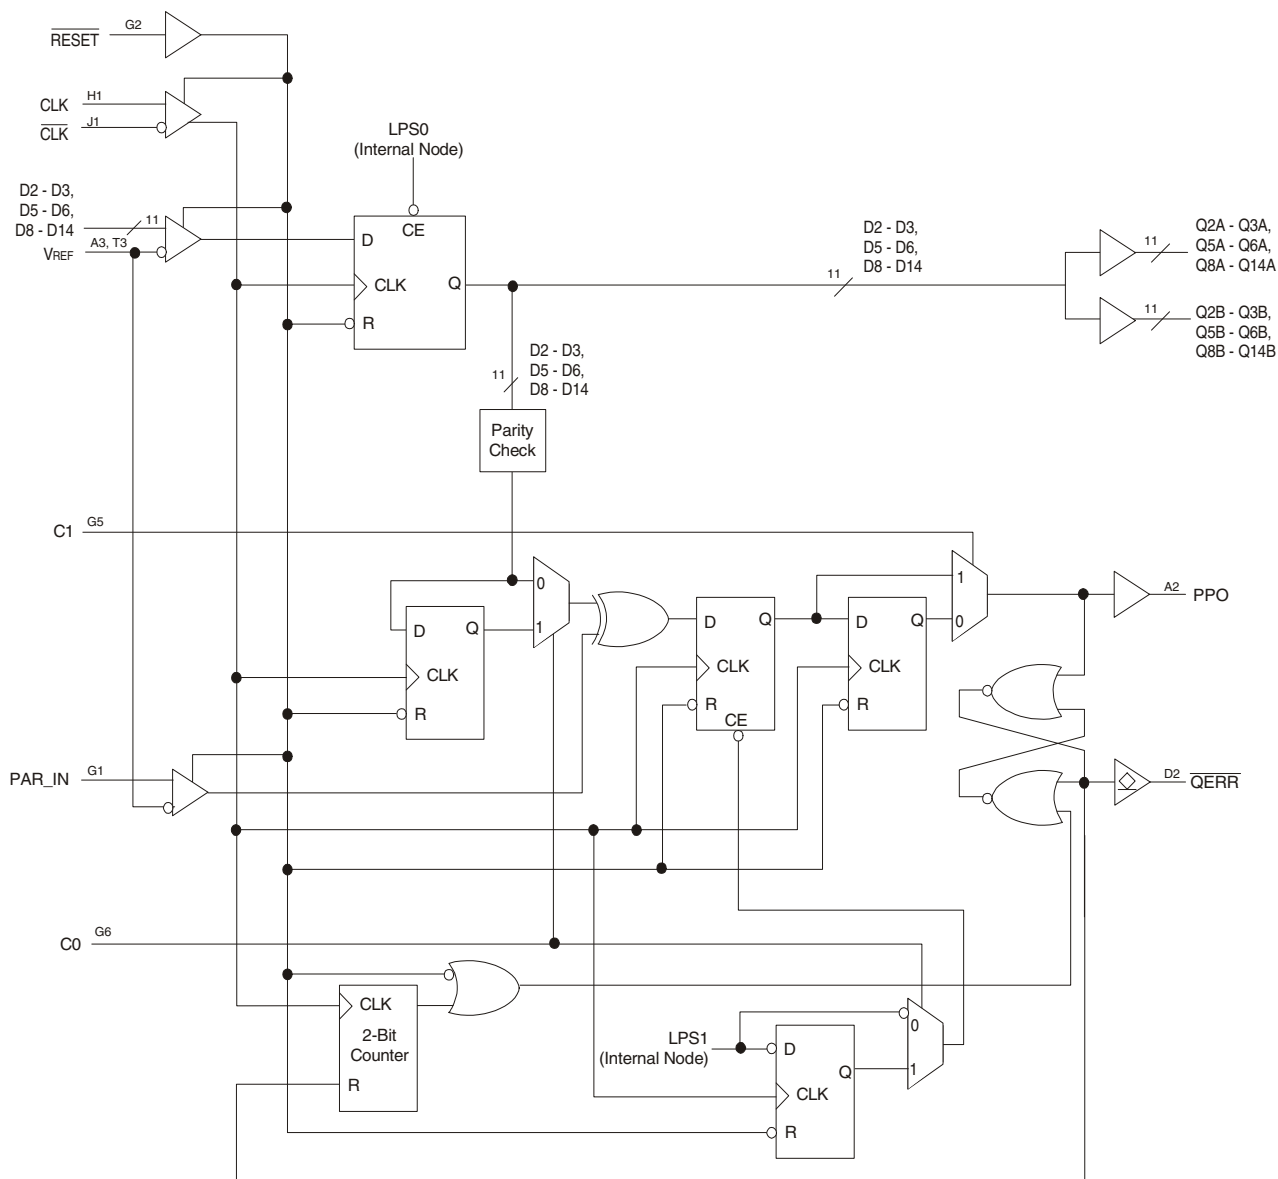 G2
RESET
CLK
H1
CLK
J1
D2 - D3,
D5 - D6,
D8 - D14
11
VREF
A3, T3
LPS0
(Internal Node)
CE
D
CLK
Q
R
D2 - D3,
D5 - D6,
D8 - D14
11
11
Q2A - Q3A,
Q5A - Q6A,
Q8A - Q14A
11
Q2B - Q3B,
Q5B - Q6B,
Q8B - Q14B
11
D2 - D3,
D5 - D6,
D8 - D14
Parity
Check
C1
G5
0
1
D
Q
CLK
R
D
Q
CLK
R
CE
D
Q
CLK
R
1
0
A2
PPO
PAR_IN
G1
D2
QERR
C0
G6
CLK
2-Bit
Counter
R
LPS1
(Internal Node)
D
Q
CLK
R
0
1